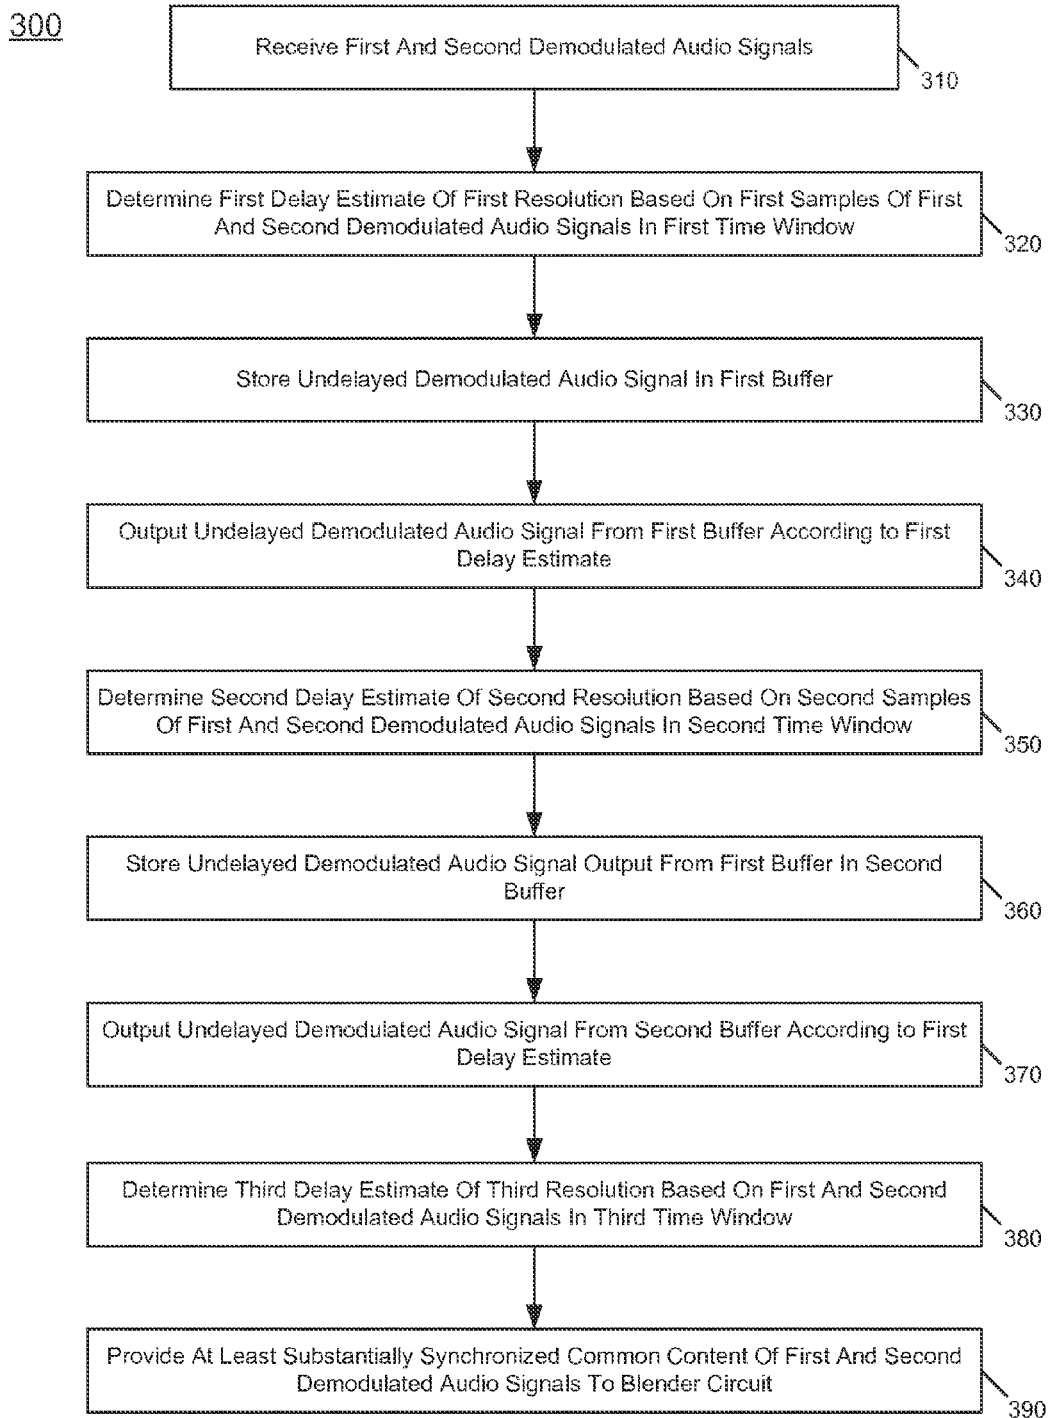 300
Receive First And Second Demodulated Audio Signals
310
Determine First Delay Estimate Of First Resolution Based On First Samples Of First
And Second Demodulated Audio Signals In First Time Window
320
Store Undelayed Demodulated Audio Signal In First Buffer
330
Output Undelayed Demodulated Audio Signal From First Buffer According to First
Delay Estimate
340
Determine Second Delay Estimate Of Second Resolution Based On Second Samples
Of First And Second Demodulated Audio Signals In Second Time Window
350
Store Undelayed Demodulated Audio Signal Output From First Buffer In Second
Buffer
360
Output Undelayed Demodulated Audio Signal From Second Buffer According to First
Delay Estimate
370
Determine Third Delay Estimate Of Third Resolution Based On First And Second
Demodulated Audio Signals In Third Time Window
380
Provide At Least Substantially Synchronized Common Content Of First And Second
Demodulated Audio Signals To Blender Circuit
390